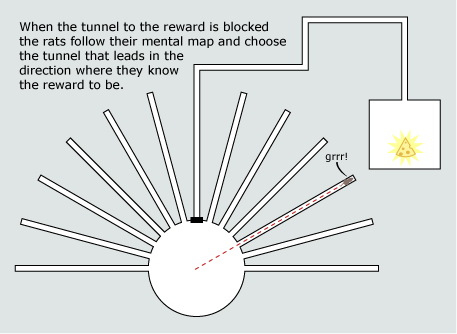 When the tunnel to the reward is blocked
the rats follow their mental map and choose
the tunnel that leads in the
direction where they know
the reward to be.
grrr!